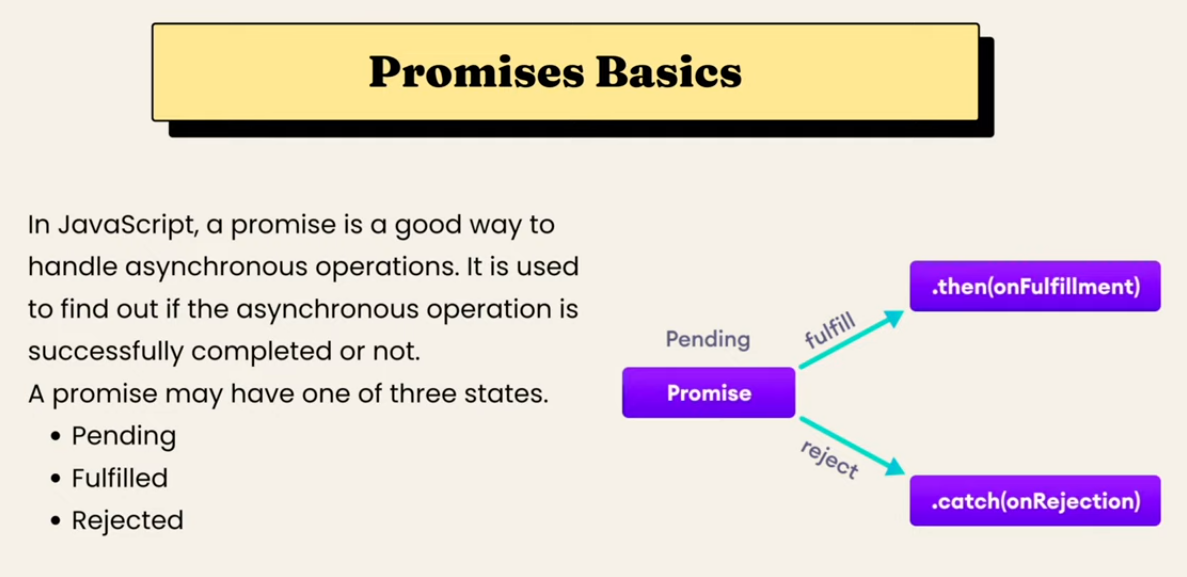 Promises Basics
In JavaScript, a promise is a good way to
handle asynchronous operations. It is used
to find out if the asynchronous operation is
successfully completed or not.
A promise may have one of three states.
• Pending
• Fulfilled
• Rejected
Pending
Promise
fulfill
reject
.then(onFulfillment)
.catch(onRejection)